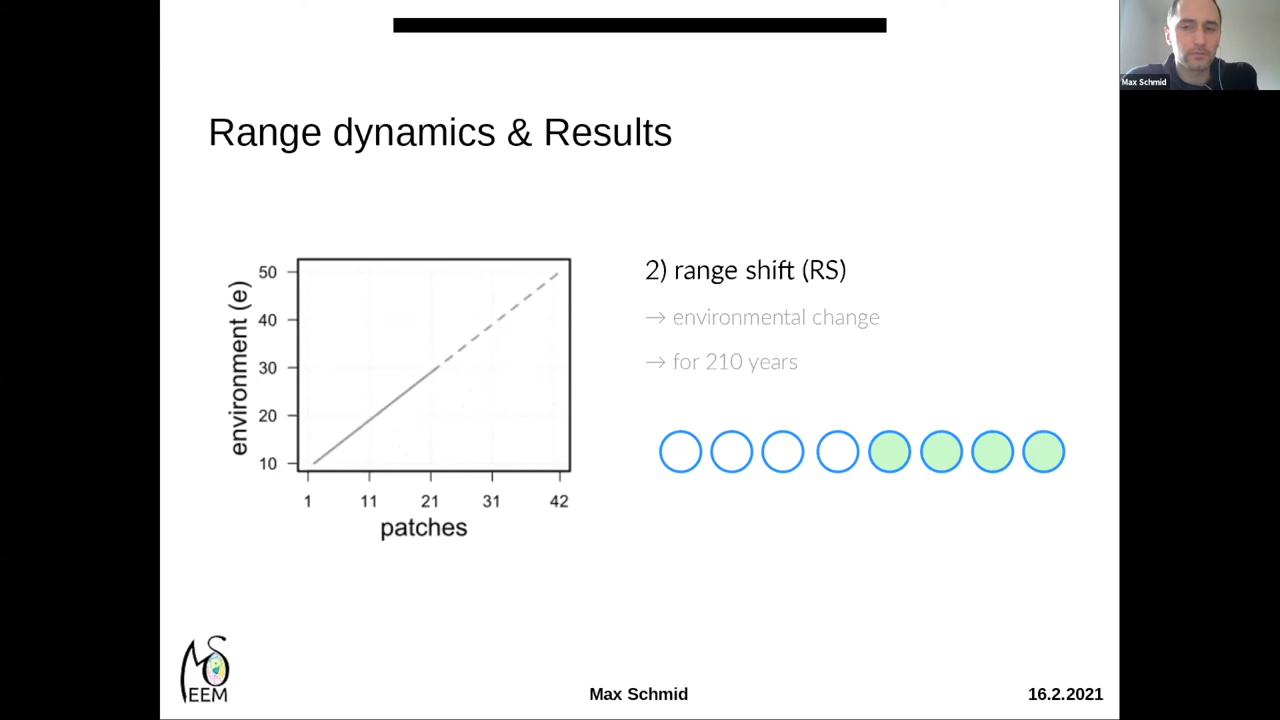 Max Schmid
Range dynamics & Results
environment (e)
50
40
30
20
10
1 11 21 31 42
patches
2) range shift (RS)
→ environmental change
→ for 210 years
MS
EEM
Max Schmid
16.2.2021